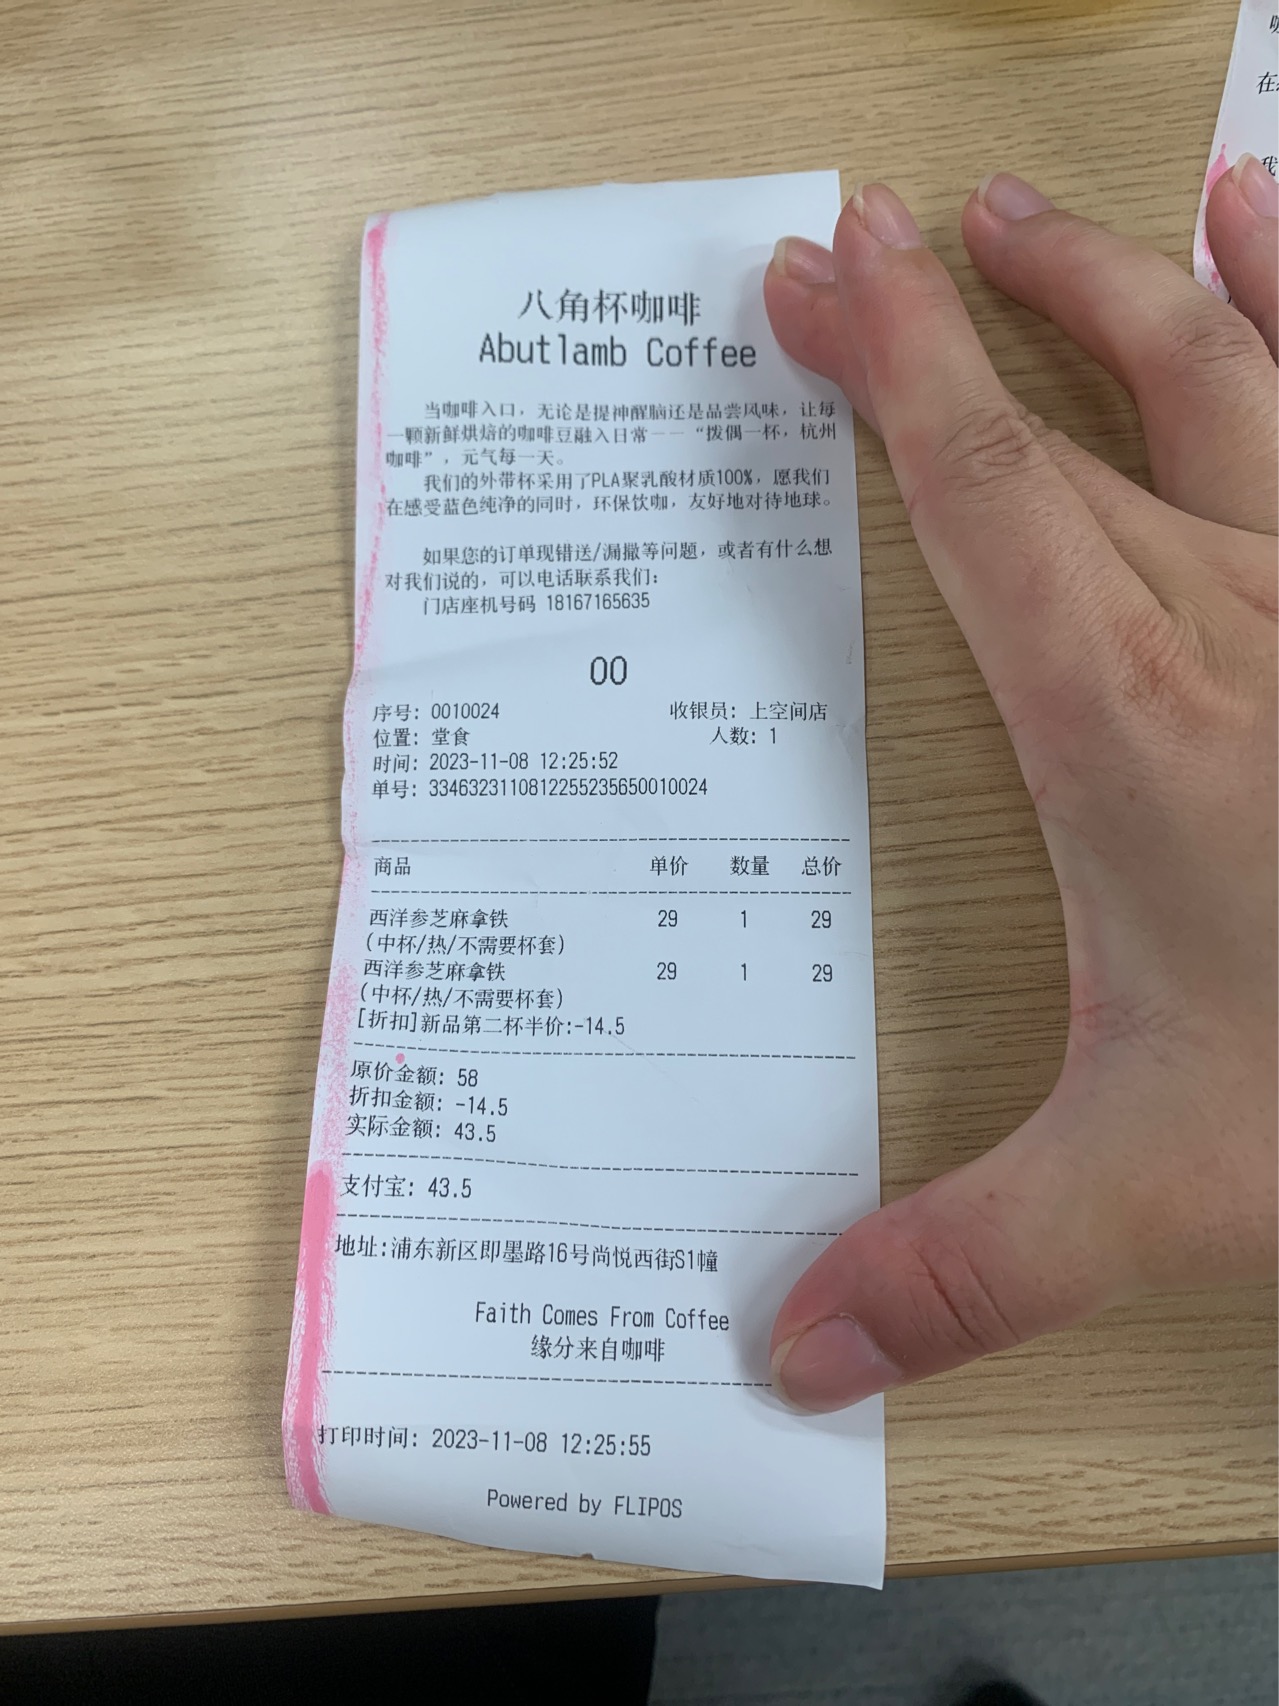 八角杯咖啡
Abutlamb Coffee
当咖啡入口，无论是提神醒脑还是品尝风味，让每
一颗新鲜烘焙的咖啡豆融入日常——“拨偶一杯，杭州
咖啡”，元气每一天。
我们的外带杯采用了PLA聚乳酸材质100%，愿我们
在感受蓝色纯净的同时，环保饮咖，友好地对待地球。
如果您的订单现错送/漏撒等问题，或者有什么想
对我们说的，可以电话联系我们：
门店座机号码 18167165635
00
序号: 0010024 收银员: 上空间店
位置: 堂食 人数: 1
时间: 2023-11-08 12:25:52
单号: 3346323110812255235650010024
商品 单价 数量 总价
西洋参芝麻拿铁 29 1 29
(中杯/热/不需要杯套)
西洋参芝麻拿铁 29 1 29
(中杯/热/不需要杯套)
[折扣]新品第二杯半价:-14.5
原价金额: 58
折扣金额: -14.5
实际金额: 43.5
支付宝: 43.5
地址:浦东新区即墨路16号尚悦西街S1幢
Faith Comes From Coffee
缘分来自咖啡
打印时间: 2023-11-08 12:25:55
Powered by FLIPOS
在
我